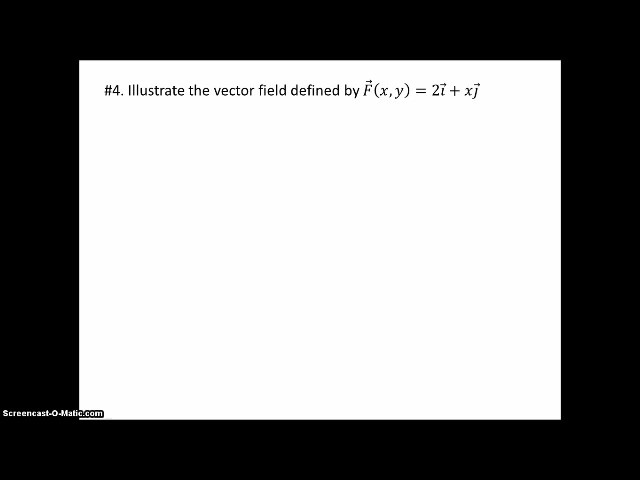 #4. Illustrate the vector field defined by F⃗(x, y) = 2i⃗ + xj⃗
Screencast-O-Matic.com